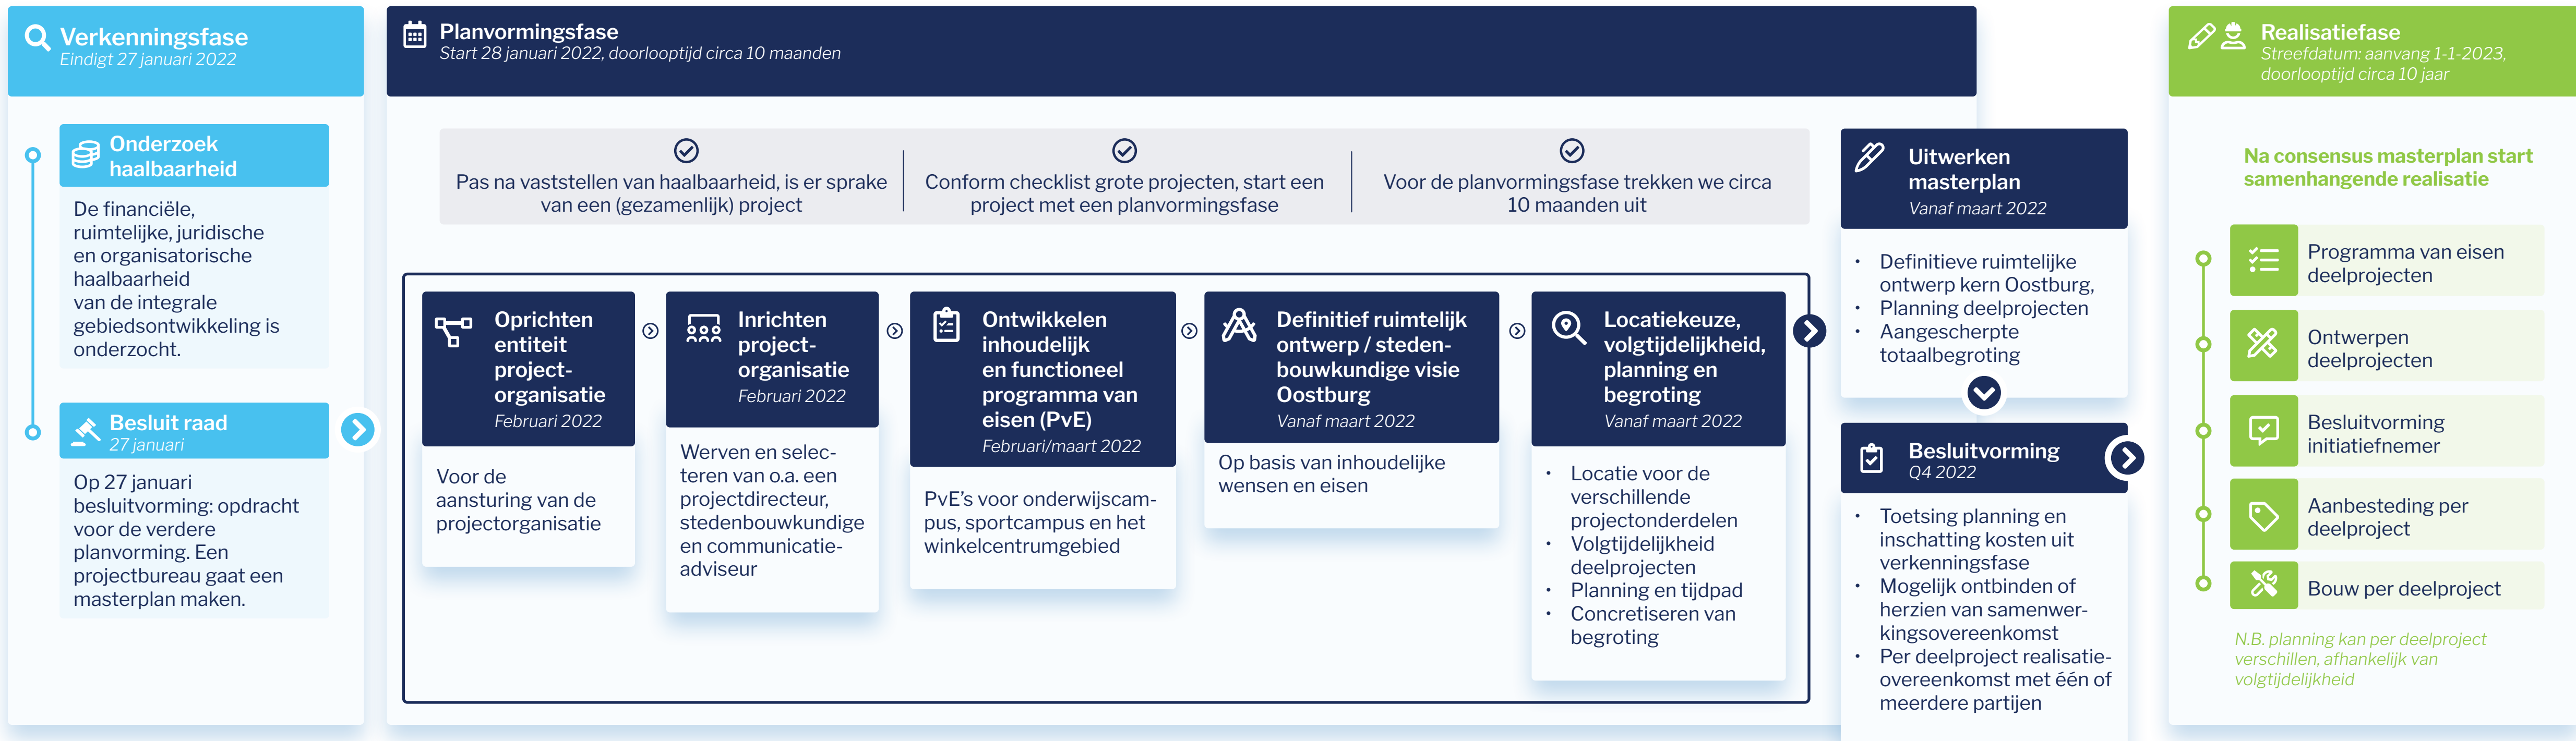 Verkenningsfase
Eindigt 27 januari 2022
Onderzoek
haalbaarheid
De financiële,
ruimtelijke, juridische
en organisatorische
haalbaarheid
van de integrale
gebiedsontwikkeling is
onderzocht.
Besluit raad
27 januari
Op 27 januari
besluitvorming: opdracht
voor de verdere
planvorming. Een
projectbureau gaat een
masterplan maken.
Planvormingsfase
Start 28 januari 2022, doorlooptijd circa 10 maanden
Pas na vaststellen van haalbaarheid, is er sprake
van een (gezamenlijk) project
Conform checklist grote projecten, start een
project met een planvormingsfase
Voor de planvormingsfase trekken we circa
10 maanden uit
Oprichten
entiteit
project-
organisatie
Februari 2022
Voor de
aansturing van de
projectorganisatie
Inrichten
project-
organisatie
Februari 2022
Werven en selec-
teren van o.a. een
projectdirecteur,
stedenbouwkundige
en communicatie-
adviseur
Ontwikkelen
inhoudelijk
en functioneel
programma van
eisen (PvE)
Februari/maart 2022
PvE's voor onderwijscam-
pus, sportcampus en het
winkelcentrumgebied
Definitief ruimtelijk
ontwerp / steden-
bouwkundige visie
Oostburg
Vanaf maart 2022
Op basis van inhoudelijke
wensen en eisen
Locatiekeuze,
volgtijdelijkheid,
planning en
begroting
Vanaf maart 2022
• Locatie voor de
verschillende
projectonderdelen
• Volgtijdelijkheid
deelprojecten
• Planning en tijdpad
• Concretiseren van
begroting
Uitwerken
masterplan
Vanaf maart 2022
• Definitieve ruimtelijke
ontwerp kern Oostburg,
• Planning deelprojecten
• Aangescherpte
totaalbegroting
Besluitvorming
Q4 2022
• Toetsing planning en
inschatting kosten uit
verkenningsfase
• Mogelijk ontbinden of
herzien van samenwer-
kingsovereenkomst
• Per deelproject realisatie-
overeenkomst met één of
meerdere partijen
Realisatiefase
Streefdatum: aanvang 1-1-2023,
doorlooptijd circa 10 jaar
Na consensus masterplan start
samenhangende realisatie
Programma van eisen
deelprojecten
Ontwerpen
deelprojecten
Besluitvorming
initiatiefnemer
Aanbesteding per
deelproject
Bouw per deelproject
N.B. planning kan per deelproject
verschillen, afhankelijk van
volgtijdelijkheid